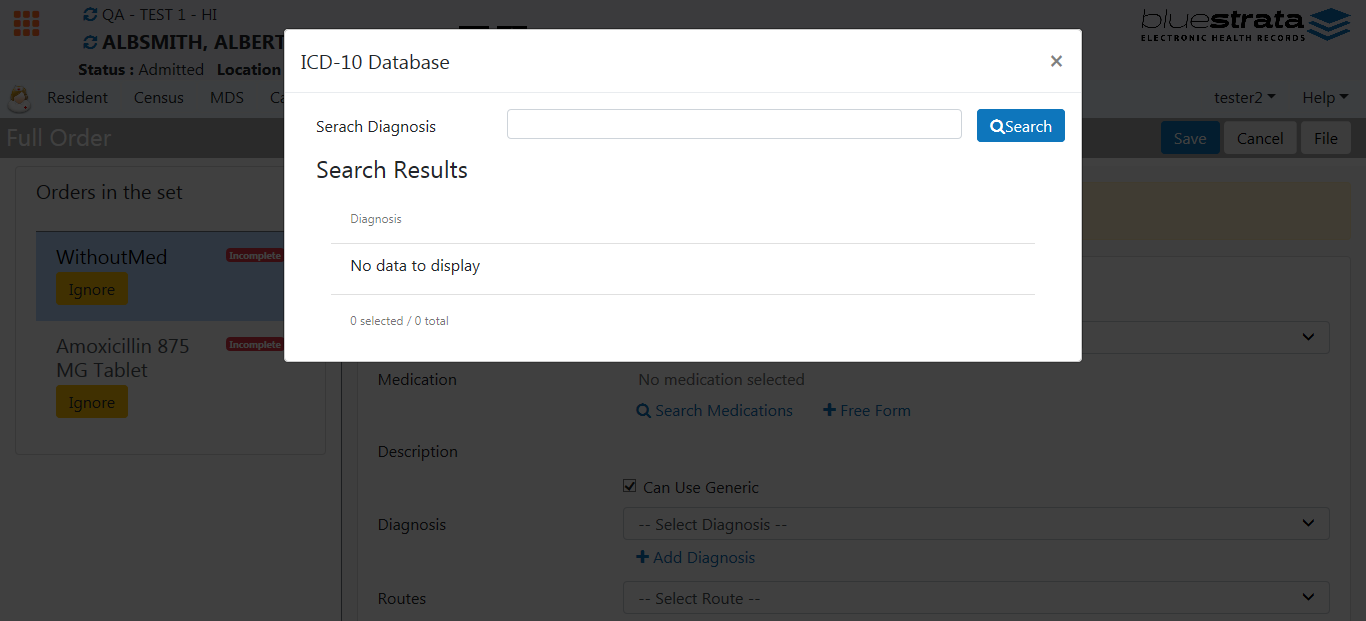 QA - TEST 1 - HI
ALBSMITH, ALBERT
Status : Admitted Location
bluestrata
ELECTRONIC HEALTH RECORDS
Resident Census MDS Ca tester2 Help
Full Order Save Cancel File
ICD-10 Database ×
Serach Diagnosis Search
Search Results
Diagnosis
No data to display
0 selected / 0 total
Orders in the set
WithoutMed Incomplete
Ignore
Amoxicillin 875 Incomplete
MG Tablet
Ignore
Medication No medication selected
Search Medications Free Form
Description
Can Use Generic
Diagnosis -- Select Diagnosis --
Add Diagnosis
Routes -- Select Route --